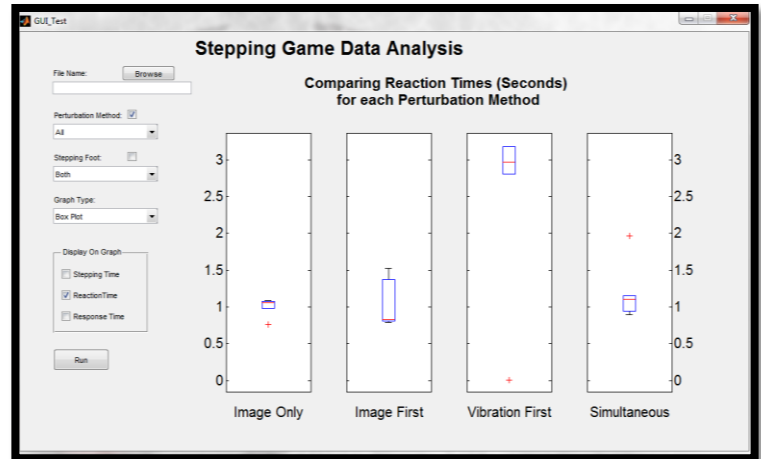 GUI_Test
Stepping Game Data Analysis
File Name:
Browse
Perturbation Method:
All
Stepping Foot:
Both
Graph Type:
Box Plot
Display On Graph
Stepping Time
ReactionTime
Response Time
Run
Comparing Reaction Times (Seconds)
for each Perturbation Method
3
2.5
2
1.5
1
0.5
0
3
2.5
2
1.5
1
0.5
0
Image Only
Image First
Vibration First
Simultaneous